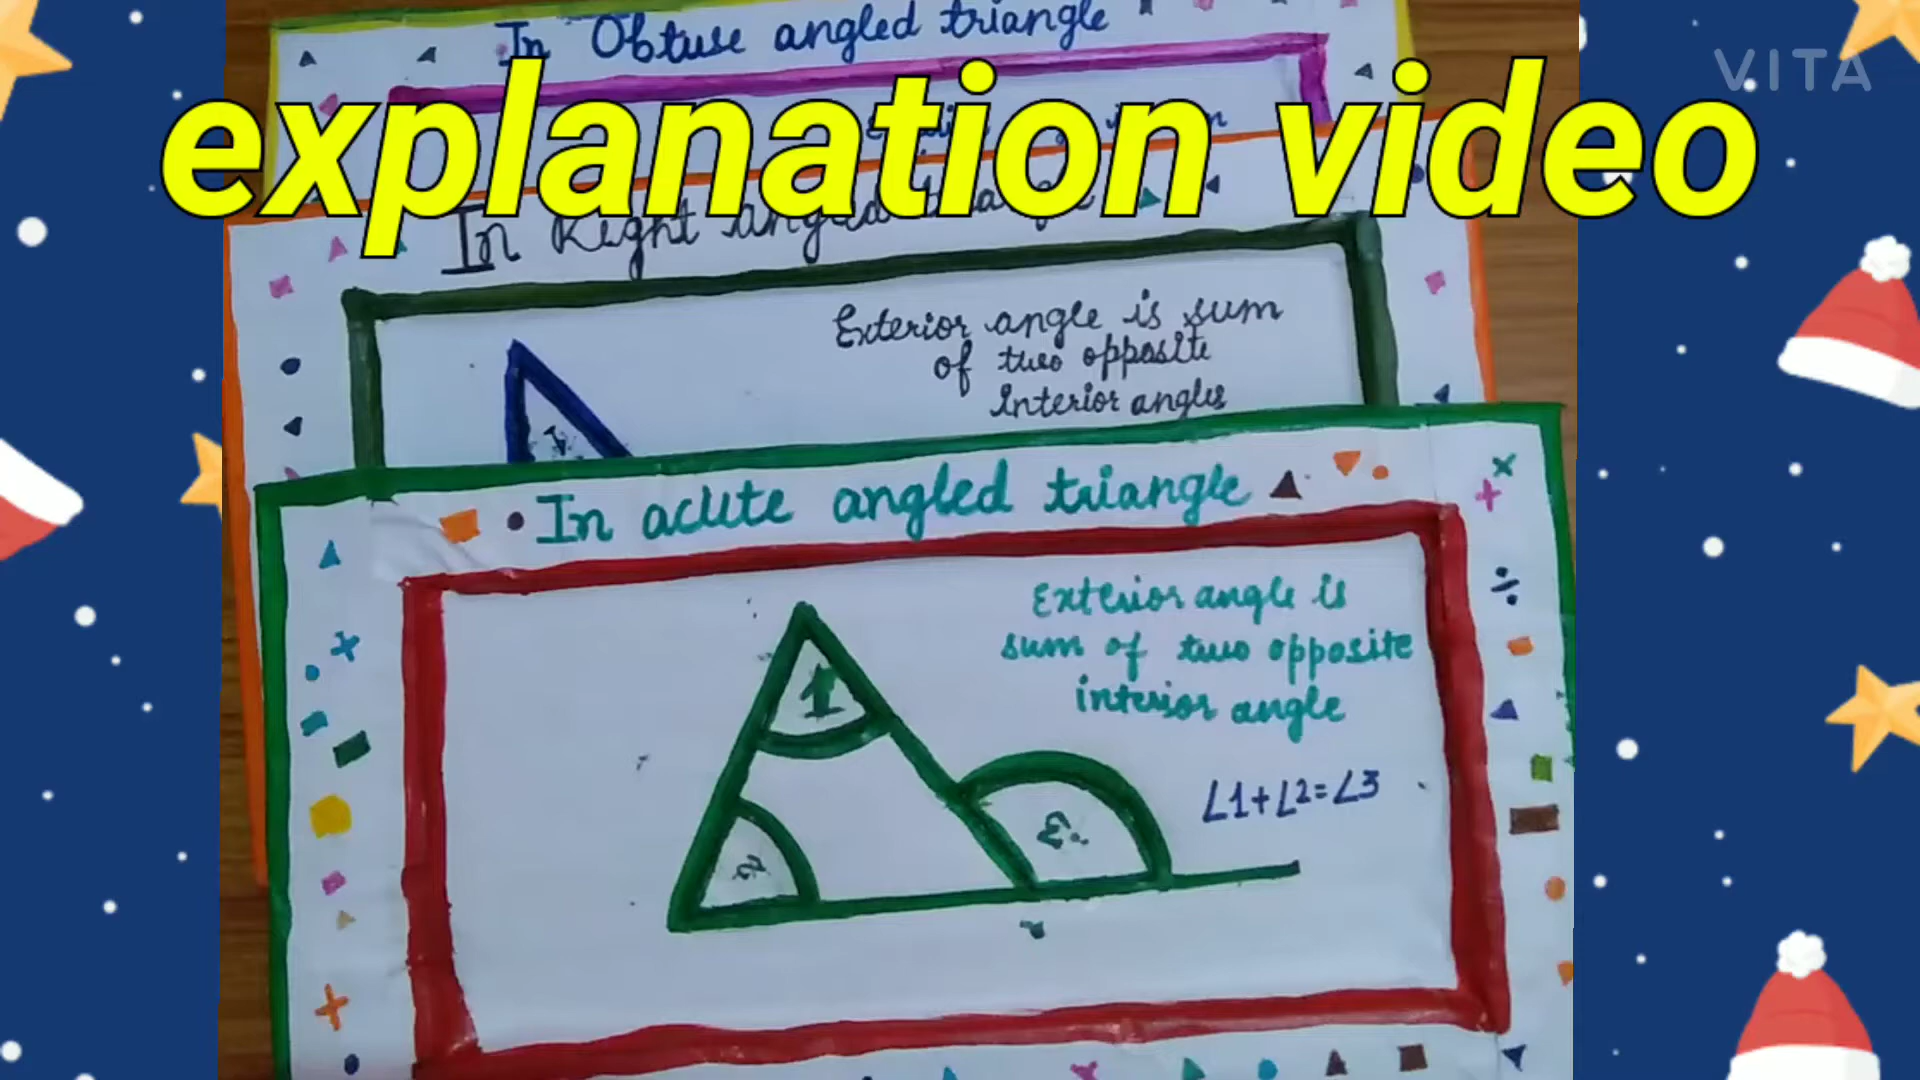 In Obtuse angled triangle
VITA
explanation video
In Right angled
Exterior angle is sum
of two opposite
Interior angles
In acute angled triangle
Exterior angle is
sum of two opposite
interior angle
1
∠1+∠2=∠3
2
3